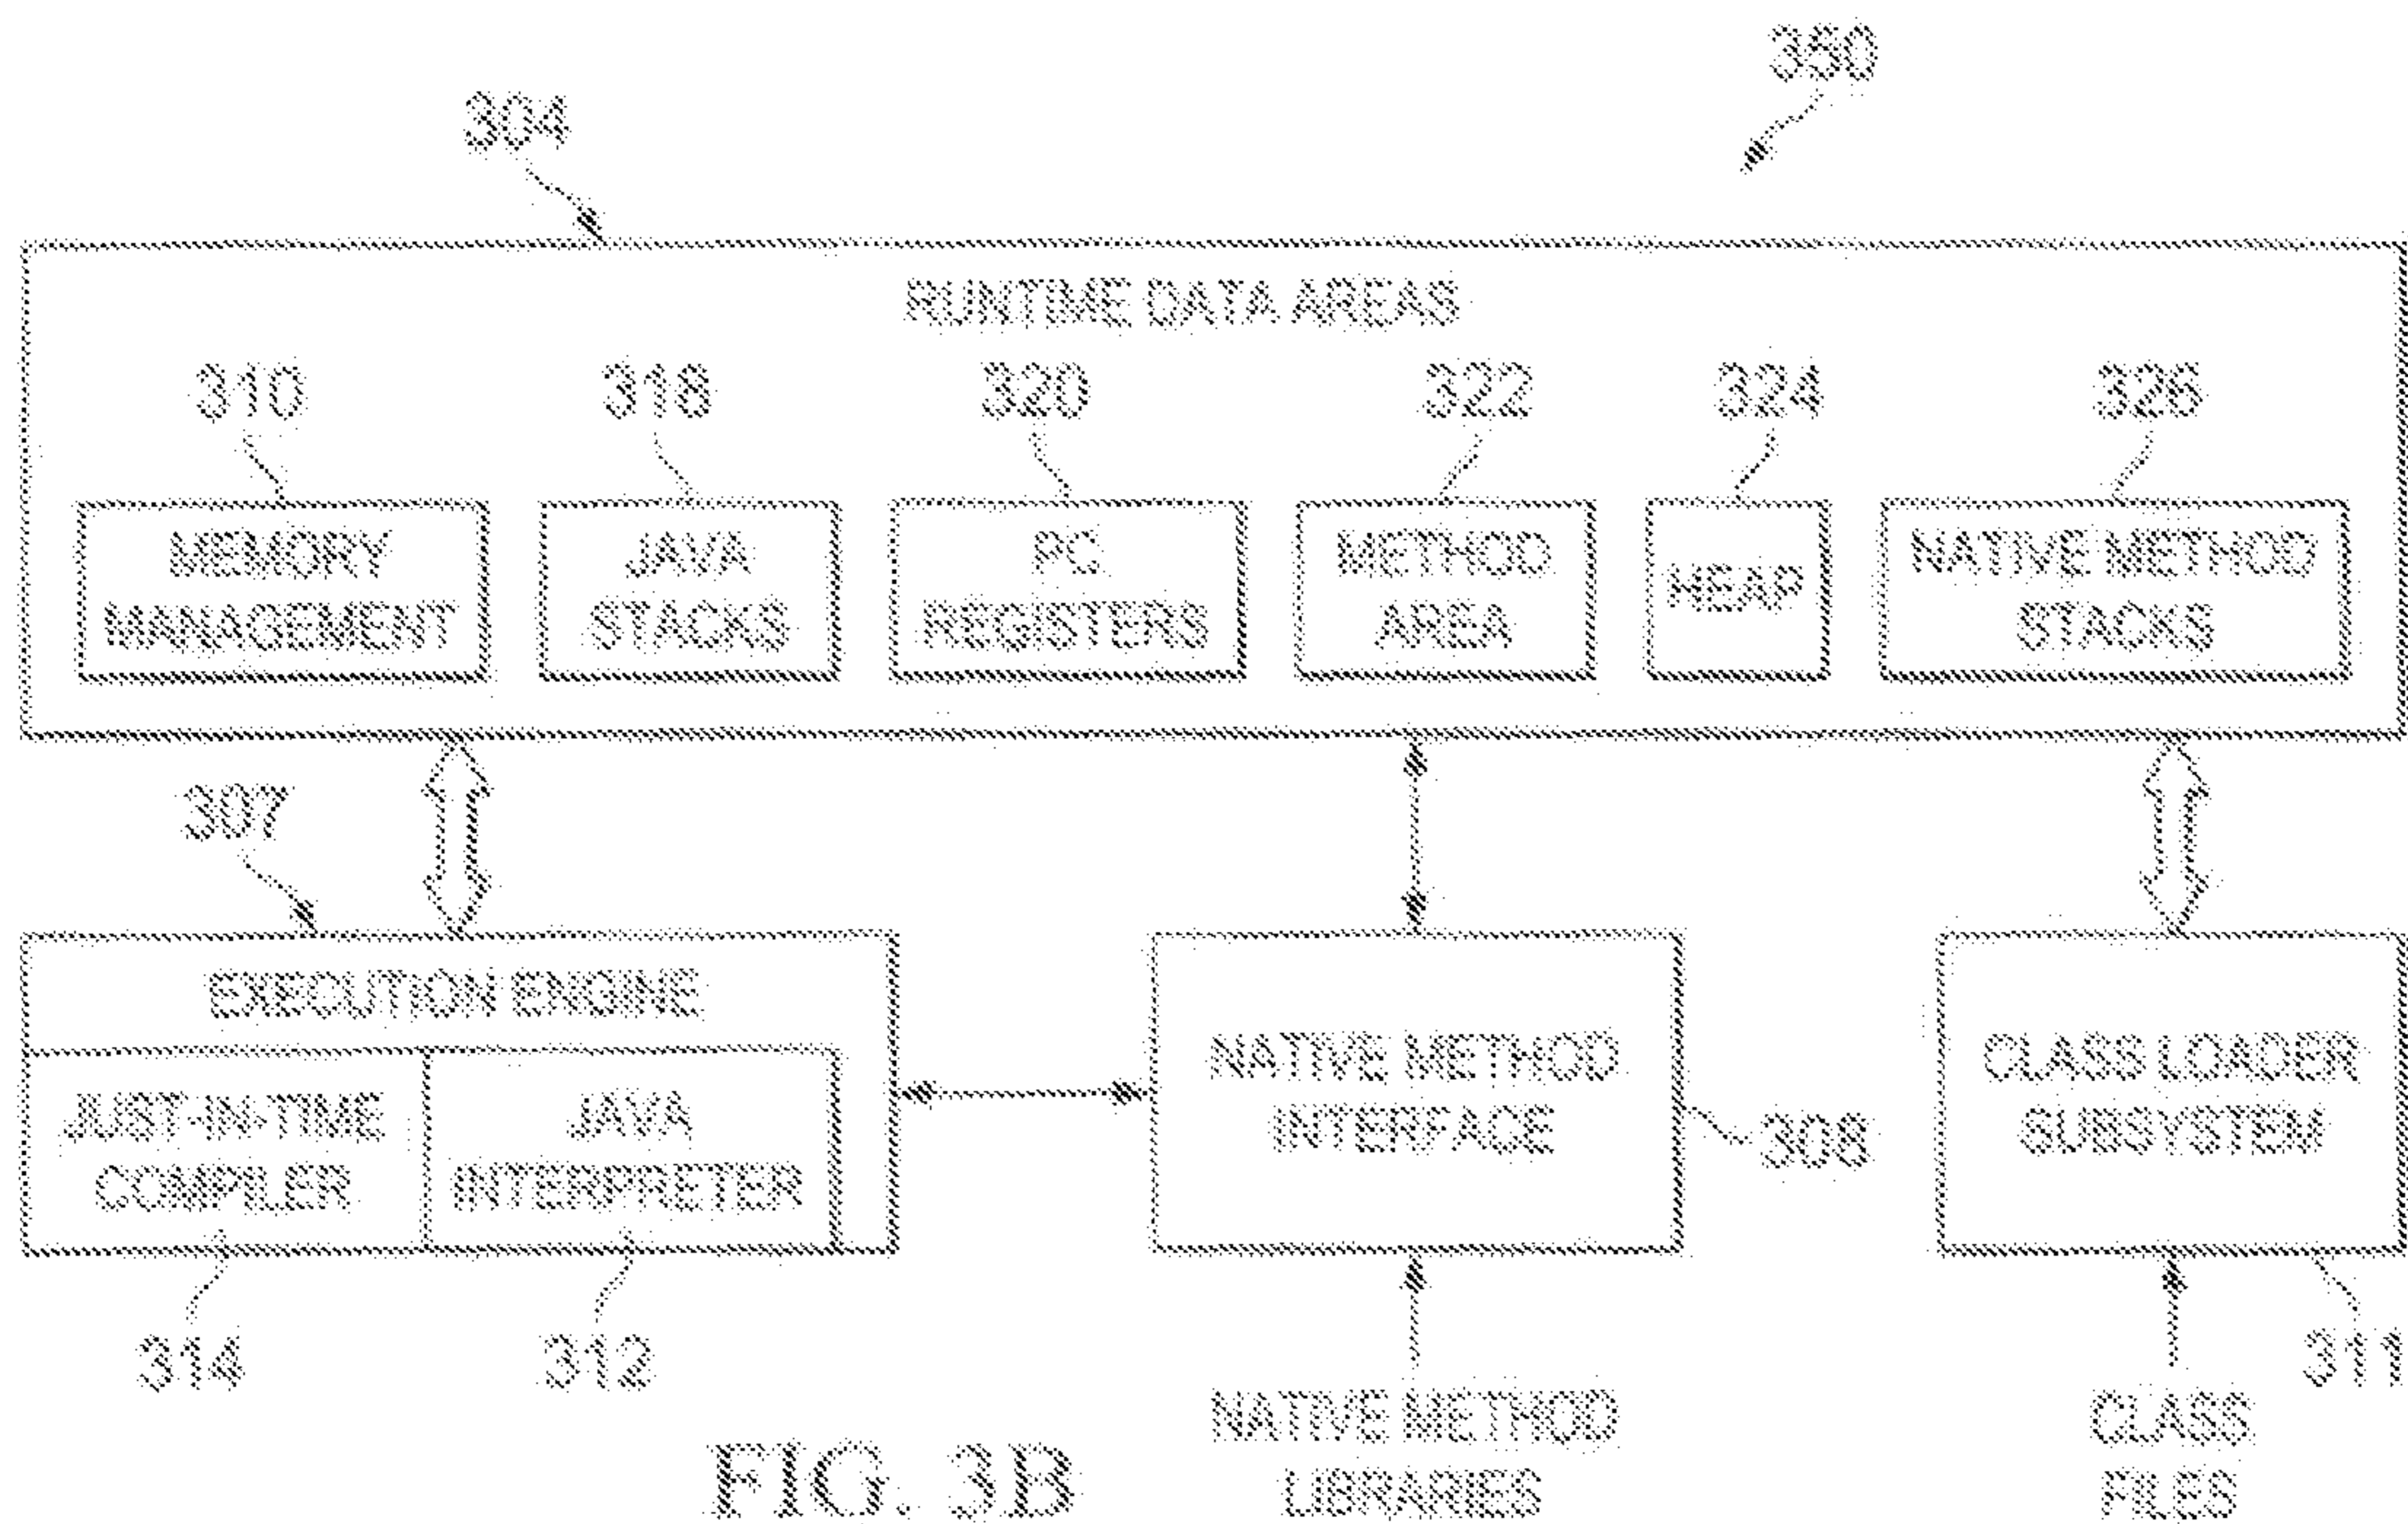 350
304
RUNTIME DATA AREAS
310
318
320
322
324
326
MEMORY
MANAGEMENT
JAVA
STACKS
PC
REGISTERS
METHOD
AREA
HEAP
NATIVE METHOD
STACKS
307
EXECUTION ENGINE
JUST-IN-TIME
COMPILER
JAVA
INTERPRETER
NATIVE METHOD
INTERFACE
308
CLASS LOADER
SUBSYSTEM
314
312
311
NATIVE METHOD
LIBRARIES
CLASS
FILES
FIG. 3B